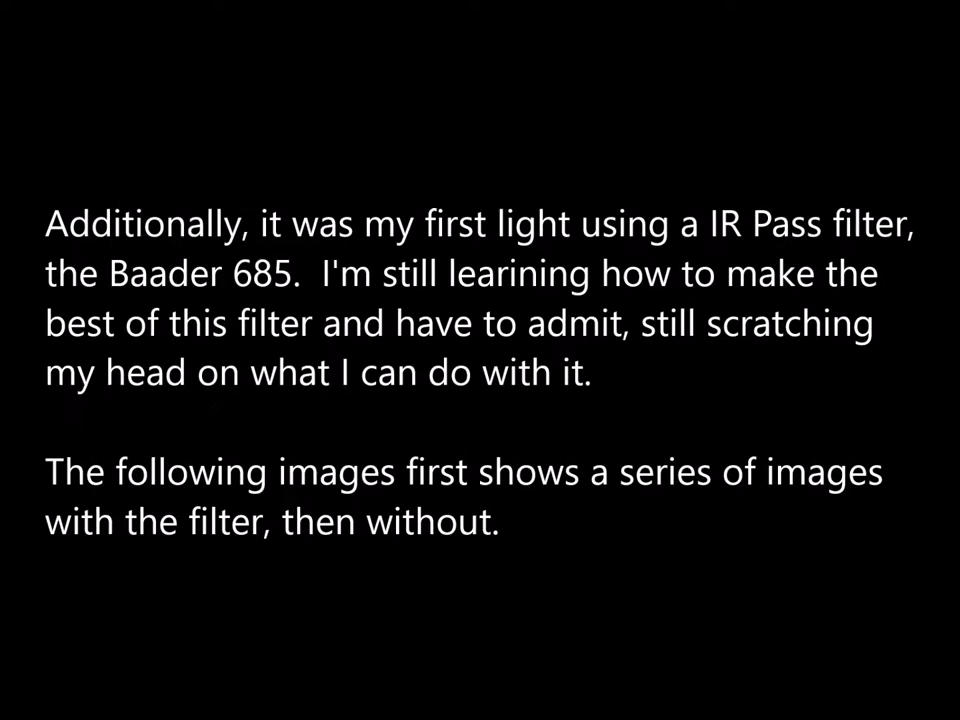 Additionally, it was my first light using a IR Pass filter,
the Baader 685.  I'm still learining how to make the
best of this filter and have to admit, still scratching
my head on what I can do with it.
The following images first shows a series of images
with the filter, then without.